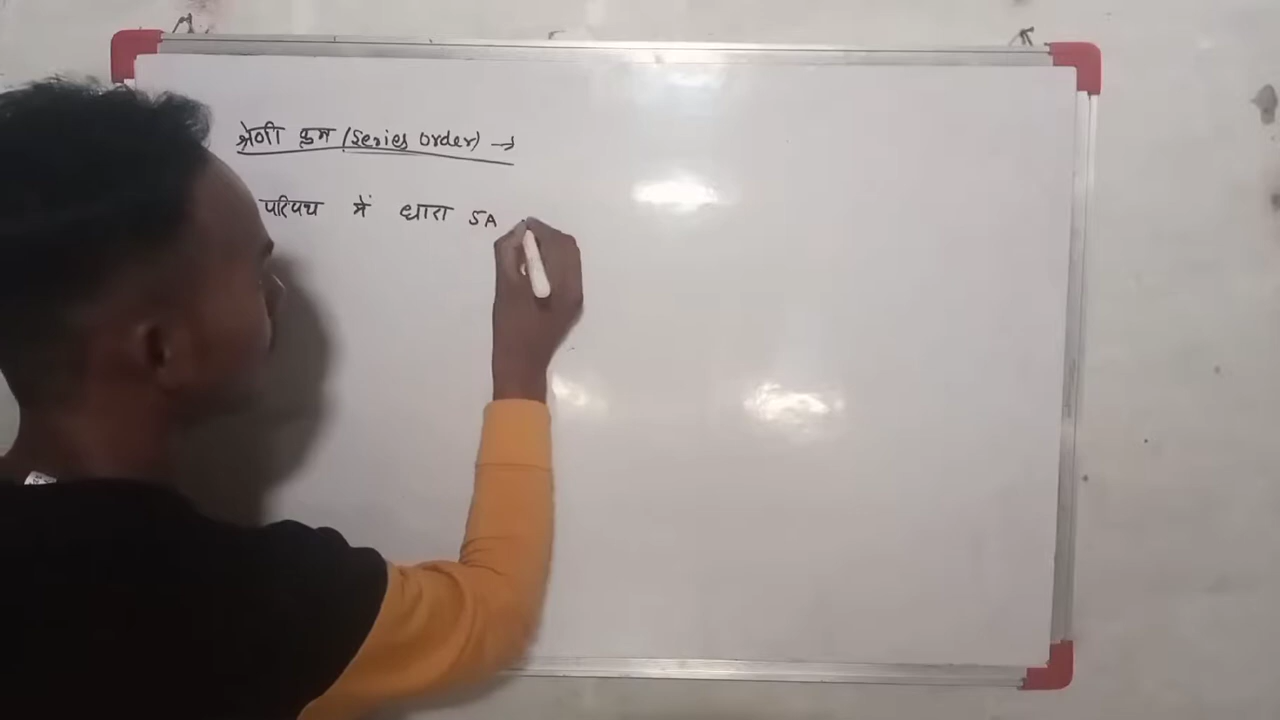 श्रेणी क्रम (Series Order) →
परिपथ में धारा 5A